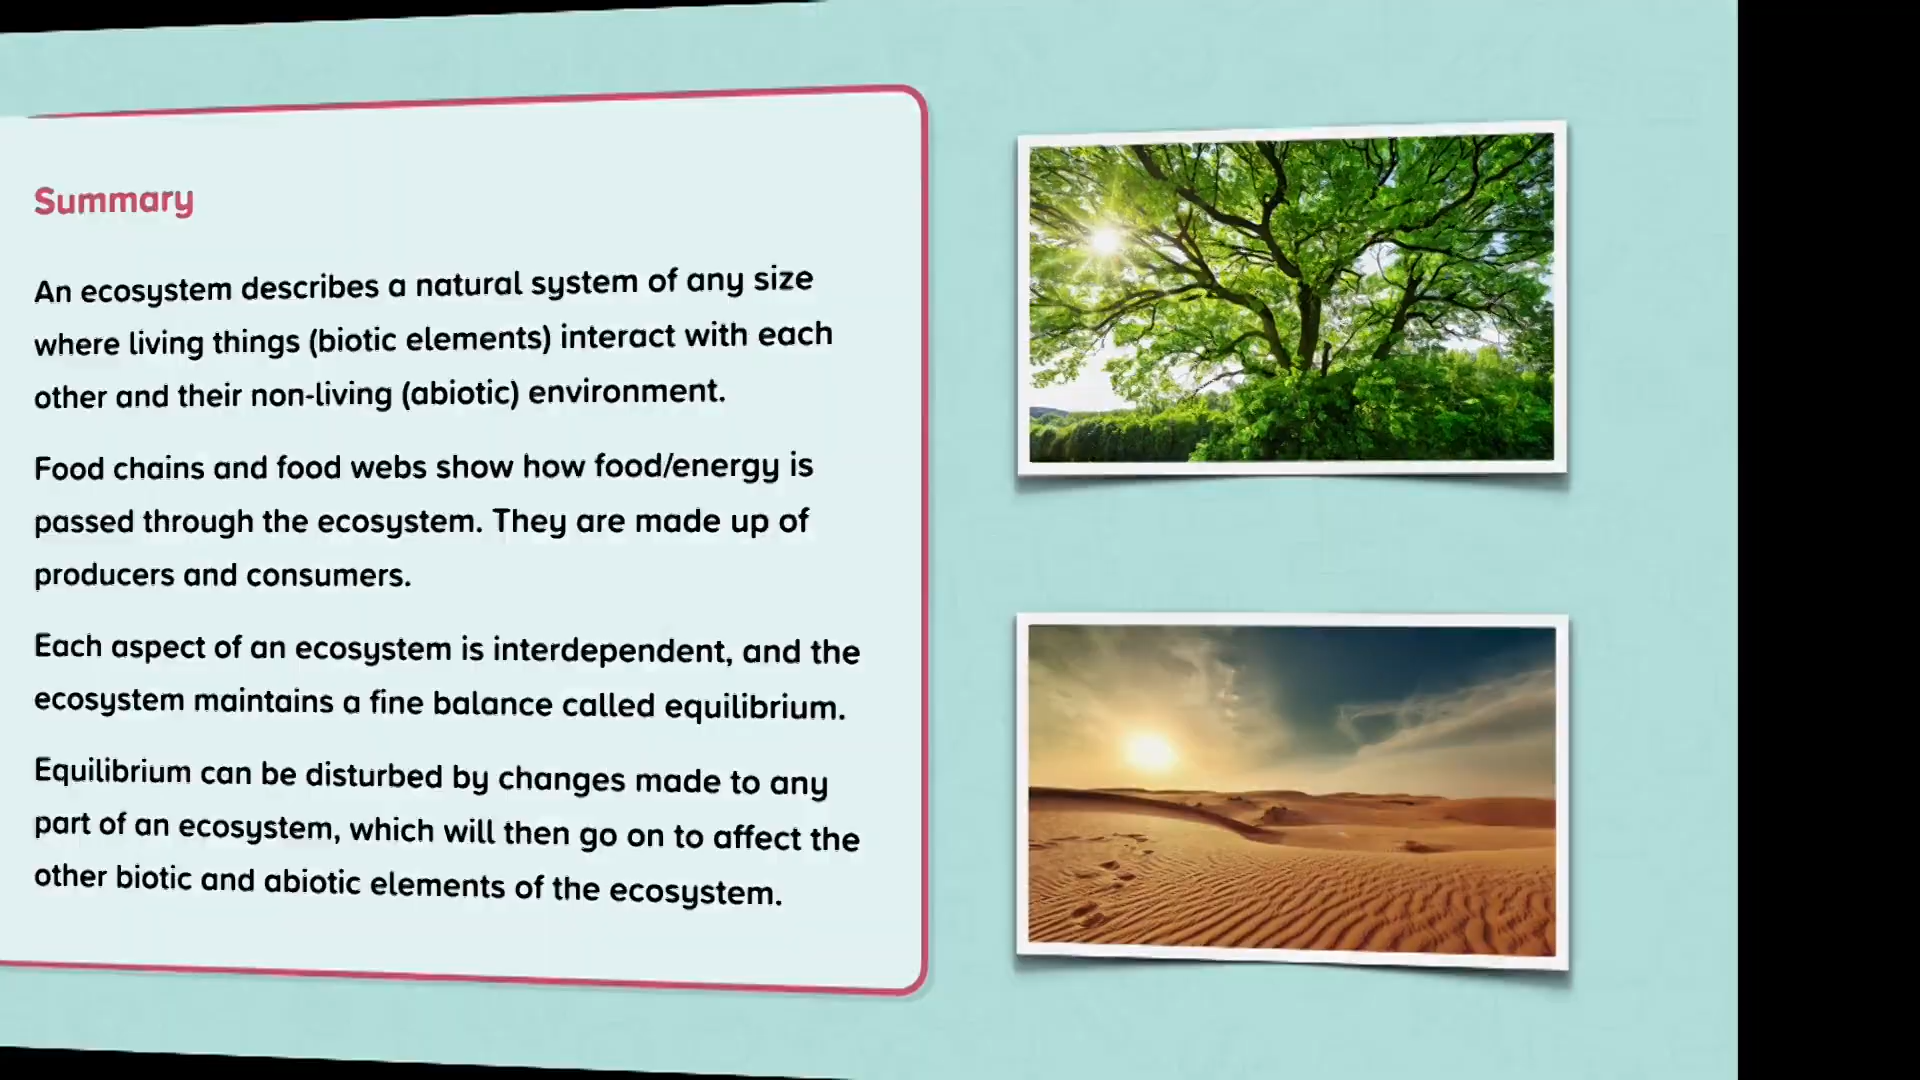 Summary
An ecosystem describes a natural system of any size
where living things (biotic elements) interact with each
other and their non-living (abiotic) environment.
Food chains and food webs show how food/energy is
passed through the ecosystem. They are made up of
producers and consumers.
Each aspect of an ecosystem is interdependent, and the
ecosystem maintains a fine balance called equilibrium.
Equilibrium can be disturbed by changes made to any
part of an ecosystem, which will then go on to affect the
other biotic and abiotic elements of the ecosystem.